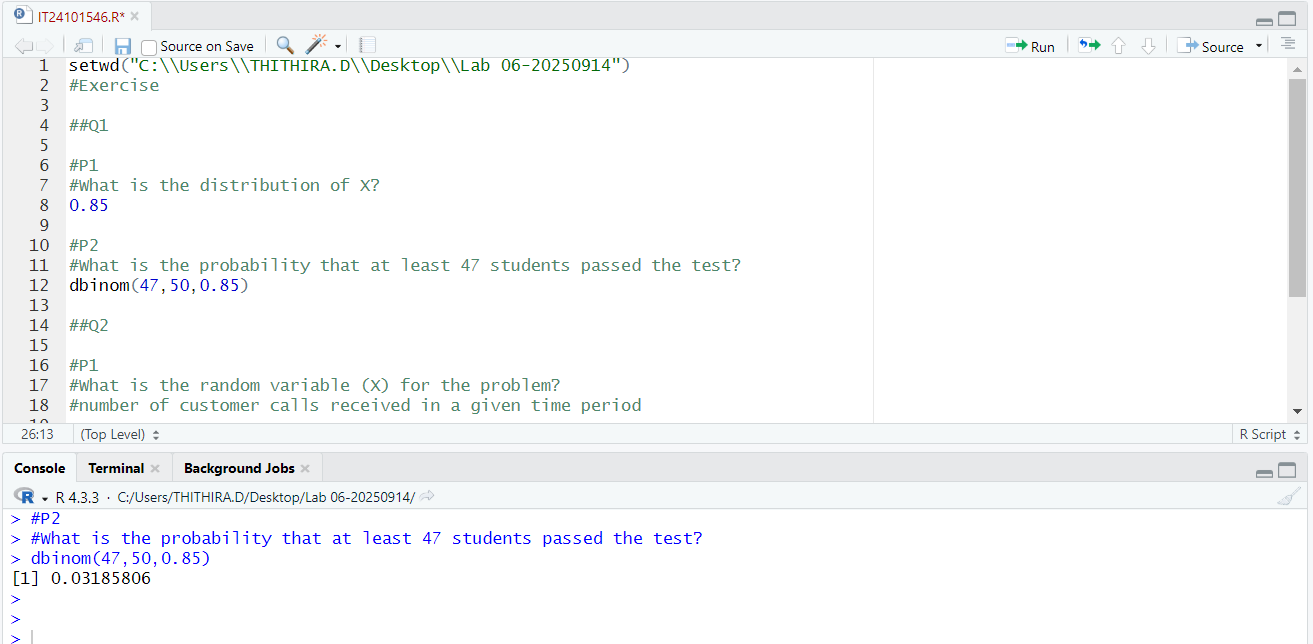 IT24101546.R*
Source on Save
Run
Source
1 setwd("C:\\Users\\THITHIRA.D\\Desktop\\Lab 06-20250914")
2 #Exercise
3
4 ##Q1
5
6 #P1
7 #What is the distribution of X?
8 0.85
9
10 #P2
11 #What is the probability that at least 47 students passed the test?
12 dbinom(47,50,0.85)
13
14 ##Q2
15
16 #P1
17 #What is the random variable (X) for the problem?
18 #number of customer calls received in a given time period
26:13 (Top Level) R Script
Console Terminal Background Jobs
R R 4.3.3 · C:/Users/THITHIRA.D/Desktop/Lab 06-20250914/
> #P2
> #What is the probability that at least 47 students passed the test?
> dbinom(47,50,0.85)
[1] 0.03185806
>
>
>